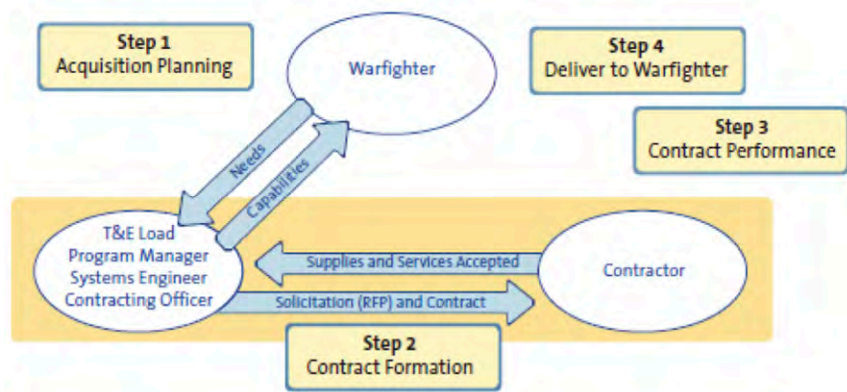 Step 1
Acquisition Planning
Warfighter
Step 4
Deliver to Warfighter
Step 3
Contract Performance
Needs
Capabilities
T&E Load
Program Manager
Systems Engineer
Contracting Officer
Supplies and Services Accepted
Contractor
Solicitation (RFP) and Contract
Step 2
Contract Formation